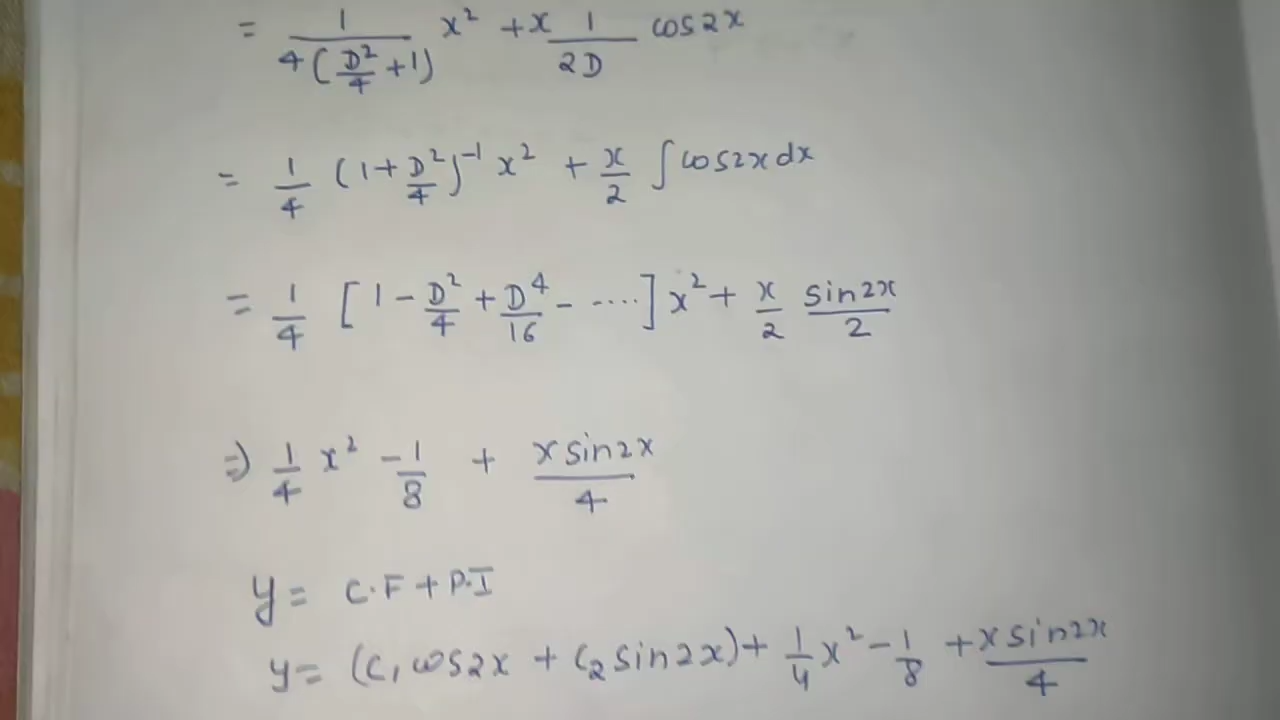 = 1/4(D²/4+1) x² + x 1/2D cos2x
= 1/4 (1+D²/4)⁻¹ x² + x/2 ∫cos2x dx
= 1/4 [1 - D²/4 + D⁴/16 - ....] x² + x/2 sin2x/2
⇒ 1/4 x² - 1/8 + x sin2x/4
y = C.F + P.I
y = (C₁ cos2x + C₂ sin2x) + 1/4 x² - 1/8 + x sin2x/4